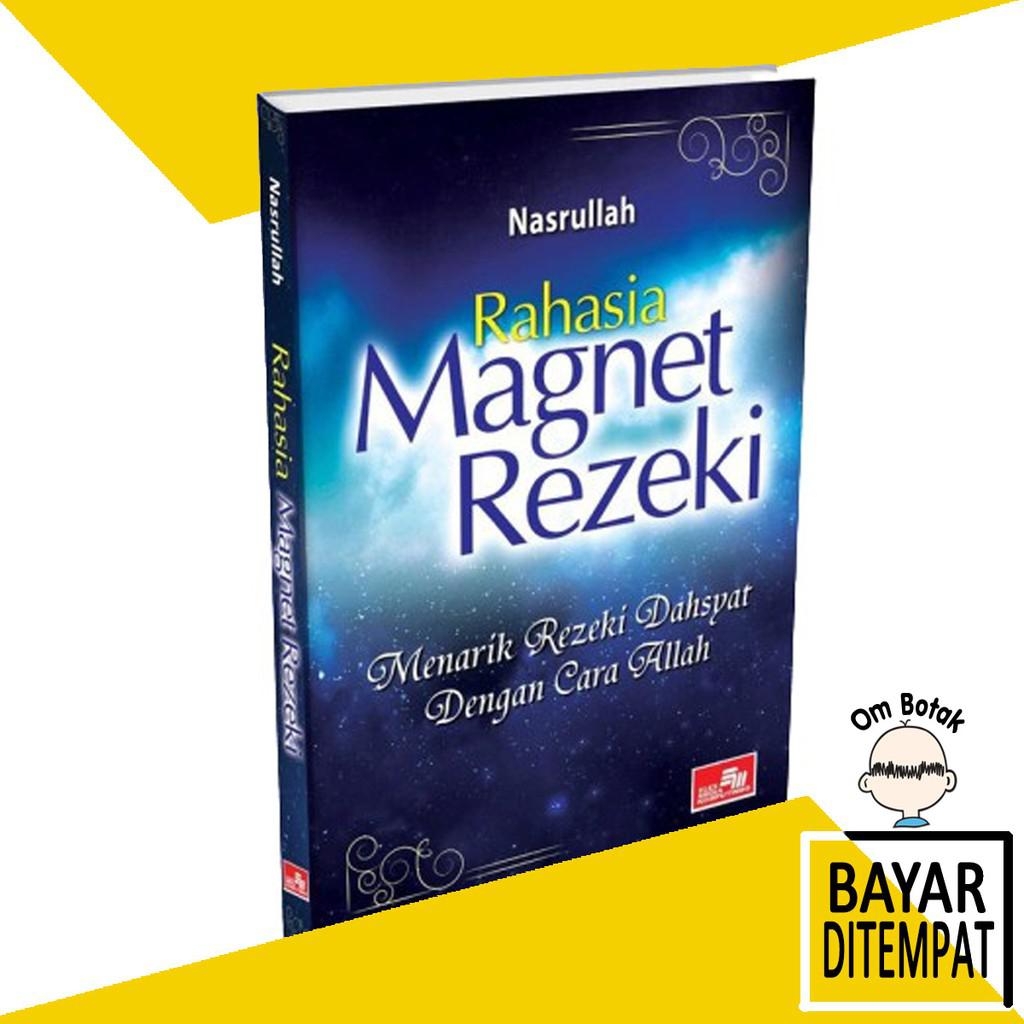 Nasrullah
Rahasia
Magnet
Rezeki
Menarik Rezeki Dahsyat
Dengan Cara Allah
Nasrullah Rahasia Magnet Rezeki
Om Botak
BAYAR
DITEMPAT